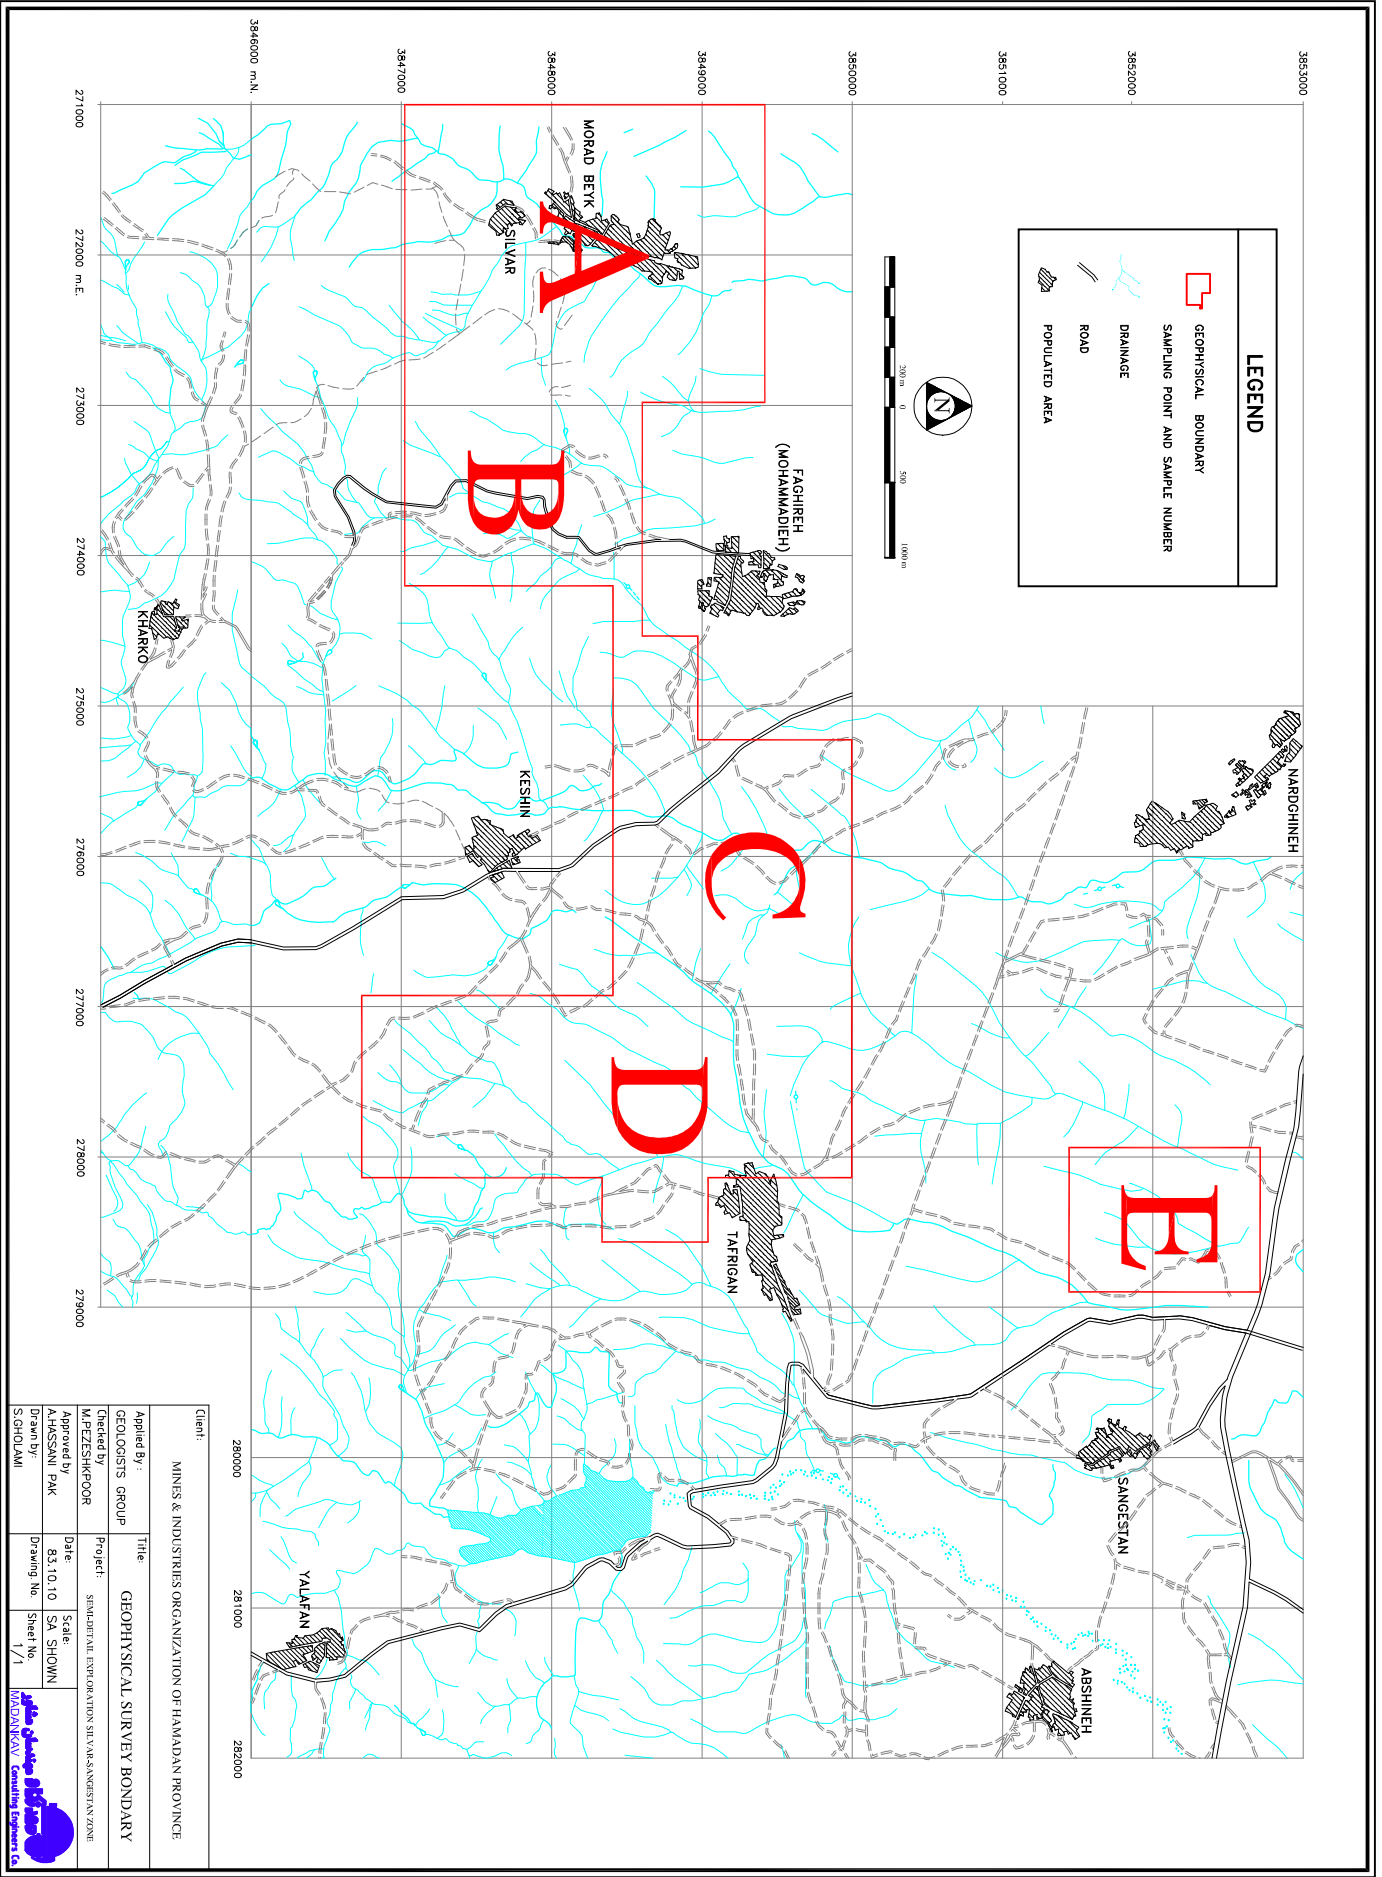 LEGEND
GEOPHYSICAL BOUNDARY
SAMPLING POINT AND SAMPLE NUMBER
DRAINAGE
ROAD
POPULATED AREA
N
200 m
0
500
1000 m
3853000
3852000
3851000
3850000
3849000
3848000
3847000
3846000 m.N.
271000
272000 m.E.
273000
274000
275000
276000
277000
278000
279000
280000
281000
282000
NARDGHINEH
FAGHIREH
(MOHAMMADIEH)
MORAD BEYK
SILVAR
KESHIN
KHARKO
TAFRIGAN
SANGESTAN
ABSHINEH
YALAFAN
A
B
C
D
E
Client:
MINES & INDUSTRIES ORGANIZATION OF HAMADAN PROVINCE
Applied By :
GEOLOGISTS GROUP
Title:
GEOPHYSICAL SURVEY BONDARY
Checked by
M.PEZESHKPOOR
Project:
SEMI-DETAIL EXPLORATION SILVAR-SANGESTAN ZONE
Approved by
A.HASSANI PAK
Date:
83.10.10
Scale:
SA SHOWN
Drawn by:
S.GHOLAMI
Drawing. No.
Sheet No.
1/1
MADANKAV Consulting Engineers Co.